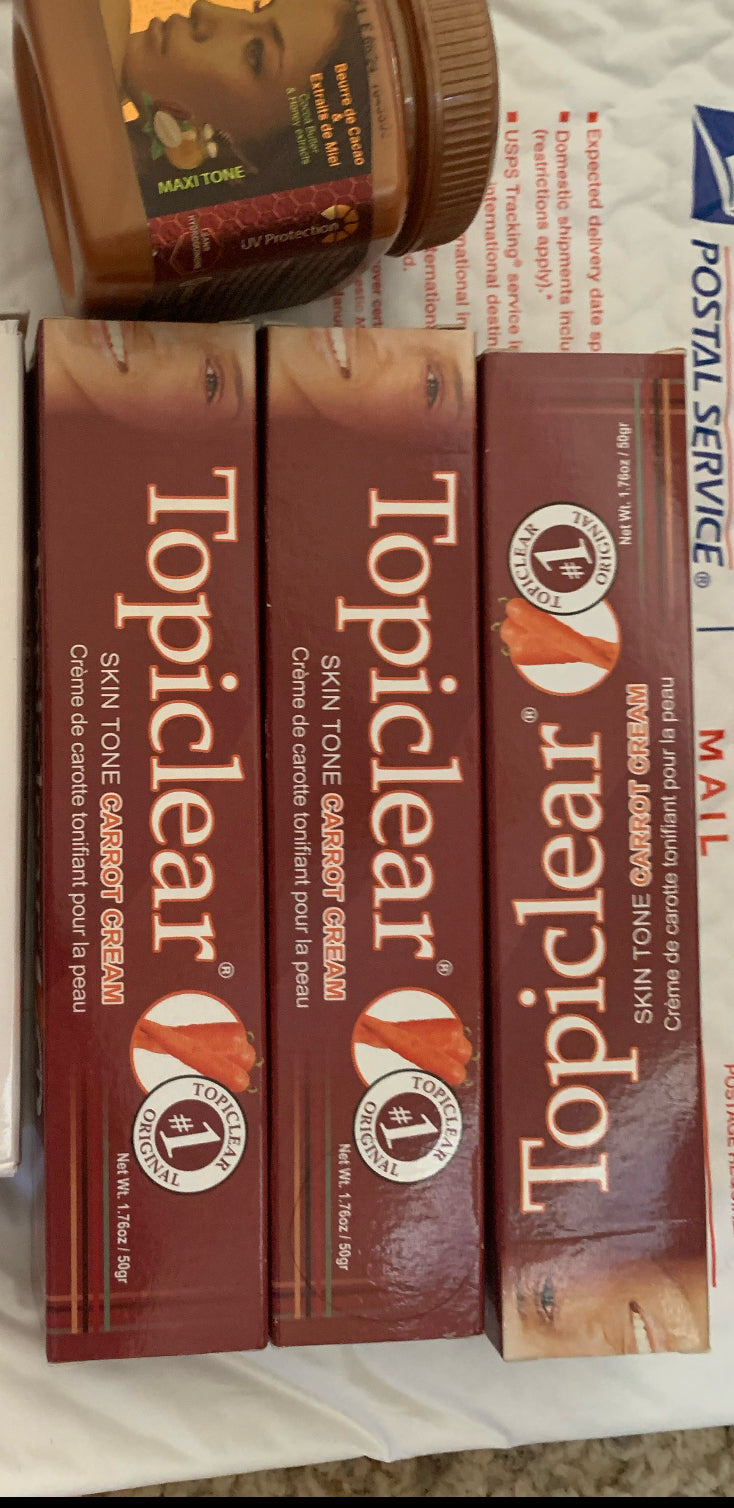 Beurre de Cacao
&
Extraits de Miel
Cocoa Butter
& Honey extracts
MAXI TONE
UV Protection
SANS
HYDROQUINONE
Expected delivery date sp
Domestic shipments inclu
(restrictions apply).*
USPS Tracking® service i
international destin
POSTAL SERVICE®
MAIL
Topiclear®
SKIN TONE CARROT CREAM
Crème de carotte tonifiant pour la peau
TOPICLEAR
#1
ORIGINAL
Net Wt. 1.76oz / 50gr
Topiclear®
SKIN TONE CARROT CREAM
Crème de carotte tonifiant pour la peau
TOPICLEAR
#1
ORIGINAL
Net Wt. 1.76oz / 50gr
Topiclear®
SKIN TONE CARROT CREAM
Crème de carotte tonifiant pour la peau
TOPICLEAR
#1
ORIGINAL
Net Wt. 1.76oz / 50gr